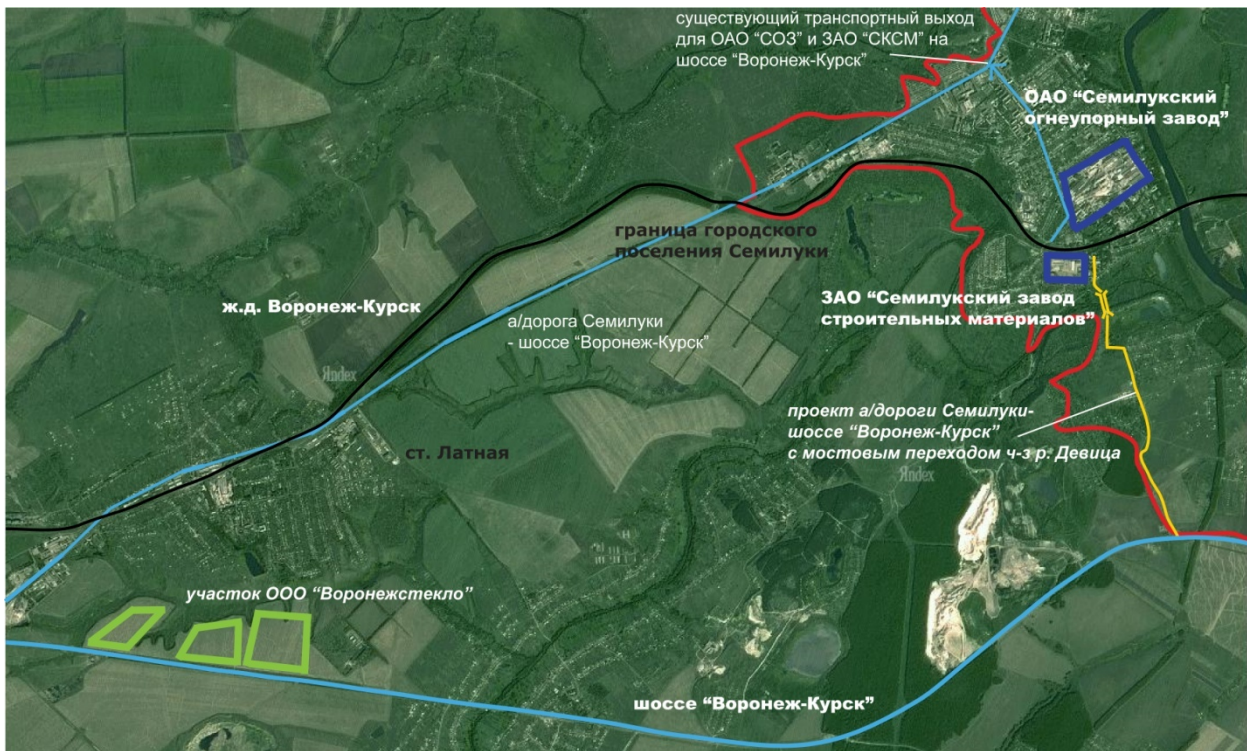 существующий транспортный выход
для ОАО “СОЗ” и ЗАО “СКСМ” на
шоссе “Воронеж-Курск”
ОАО “Семилукский
огнеупорный завод”
граница городского
поселения Семилуки
ж.д. Воронеж-Курск
ЗАО “Семилукский завод
строительных материалов”
а/дорога Семилуки
- шоссе “Воронеж-Курск”
Яndex
проект а/дороги Семилуки-
шоссе “Воронеж-Курск”
с мостовым переходом ч-з р. Девица
ст. Латная
Яndex
участок ООО “Воронежстекло”
шоссе “Воронеж-Курск”